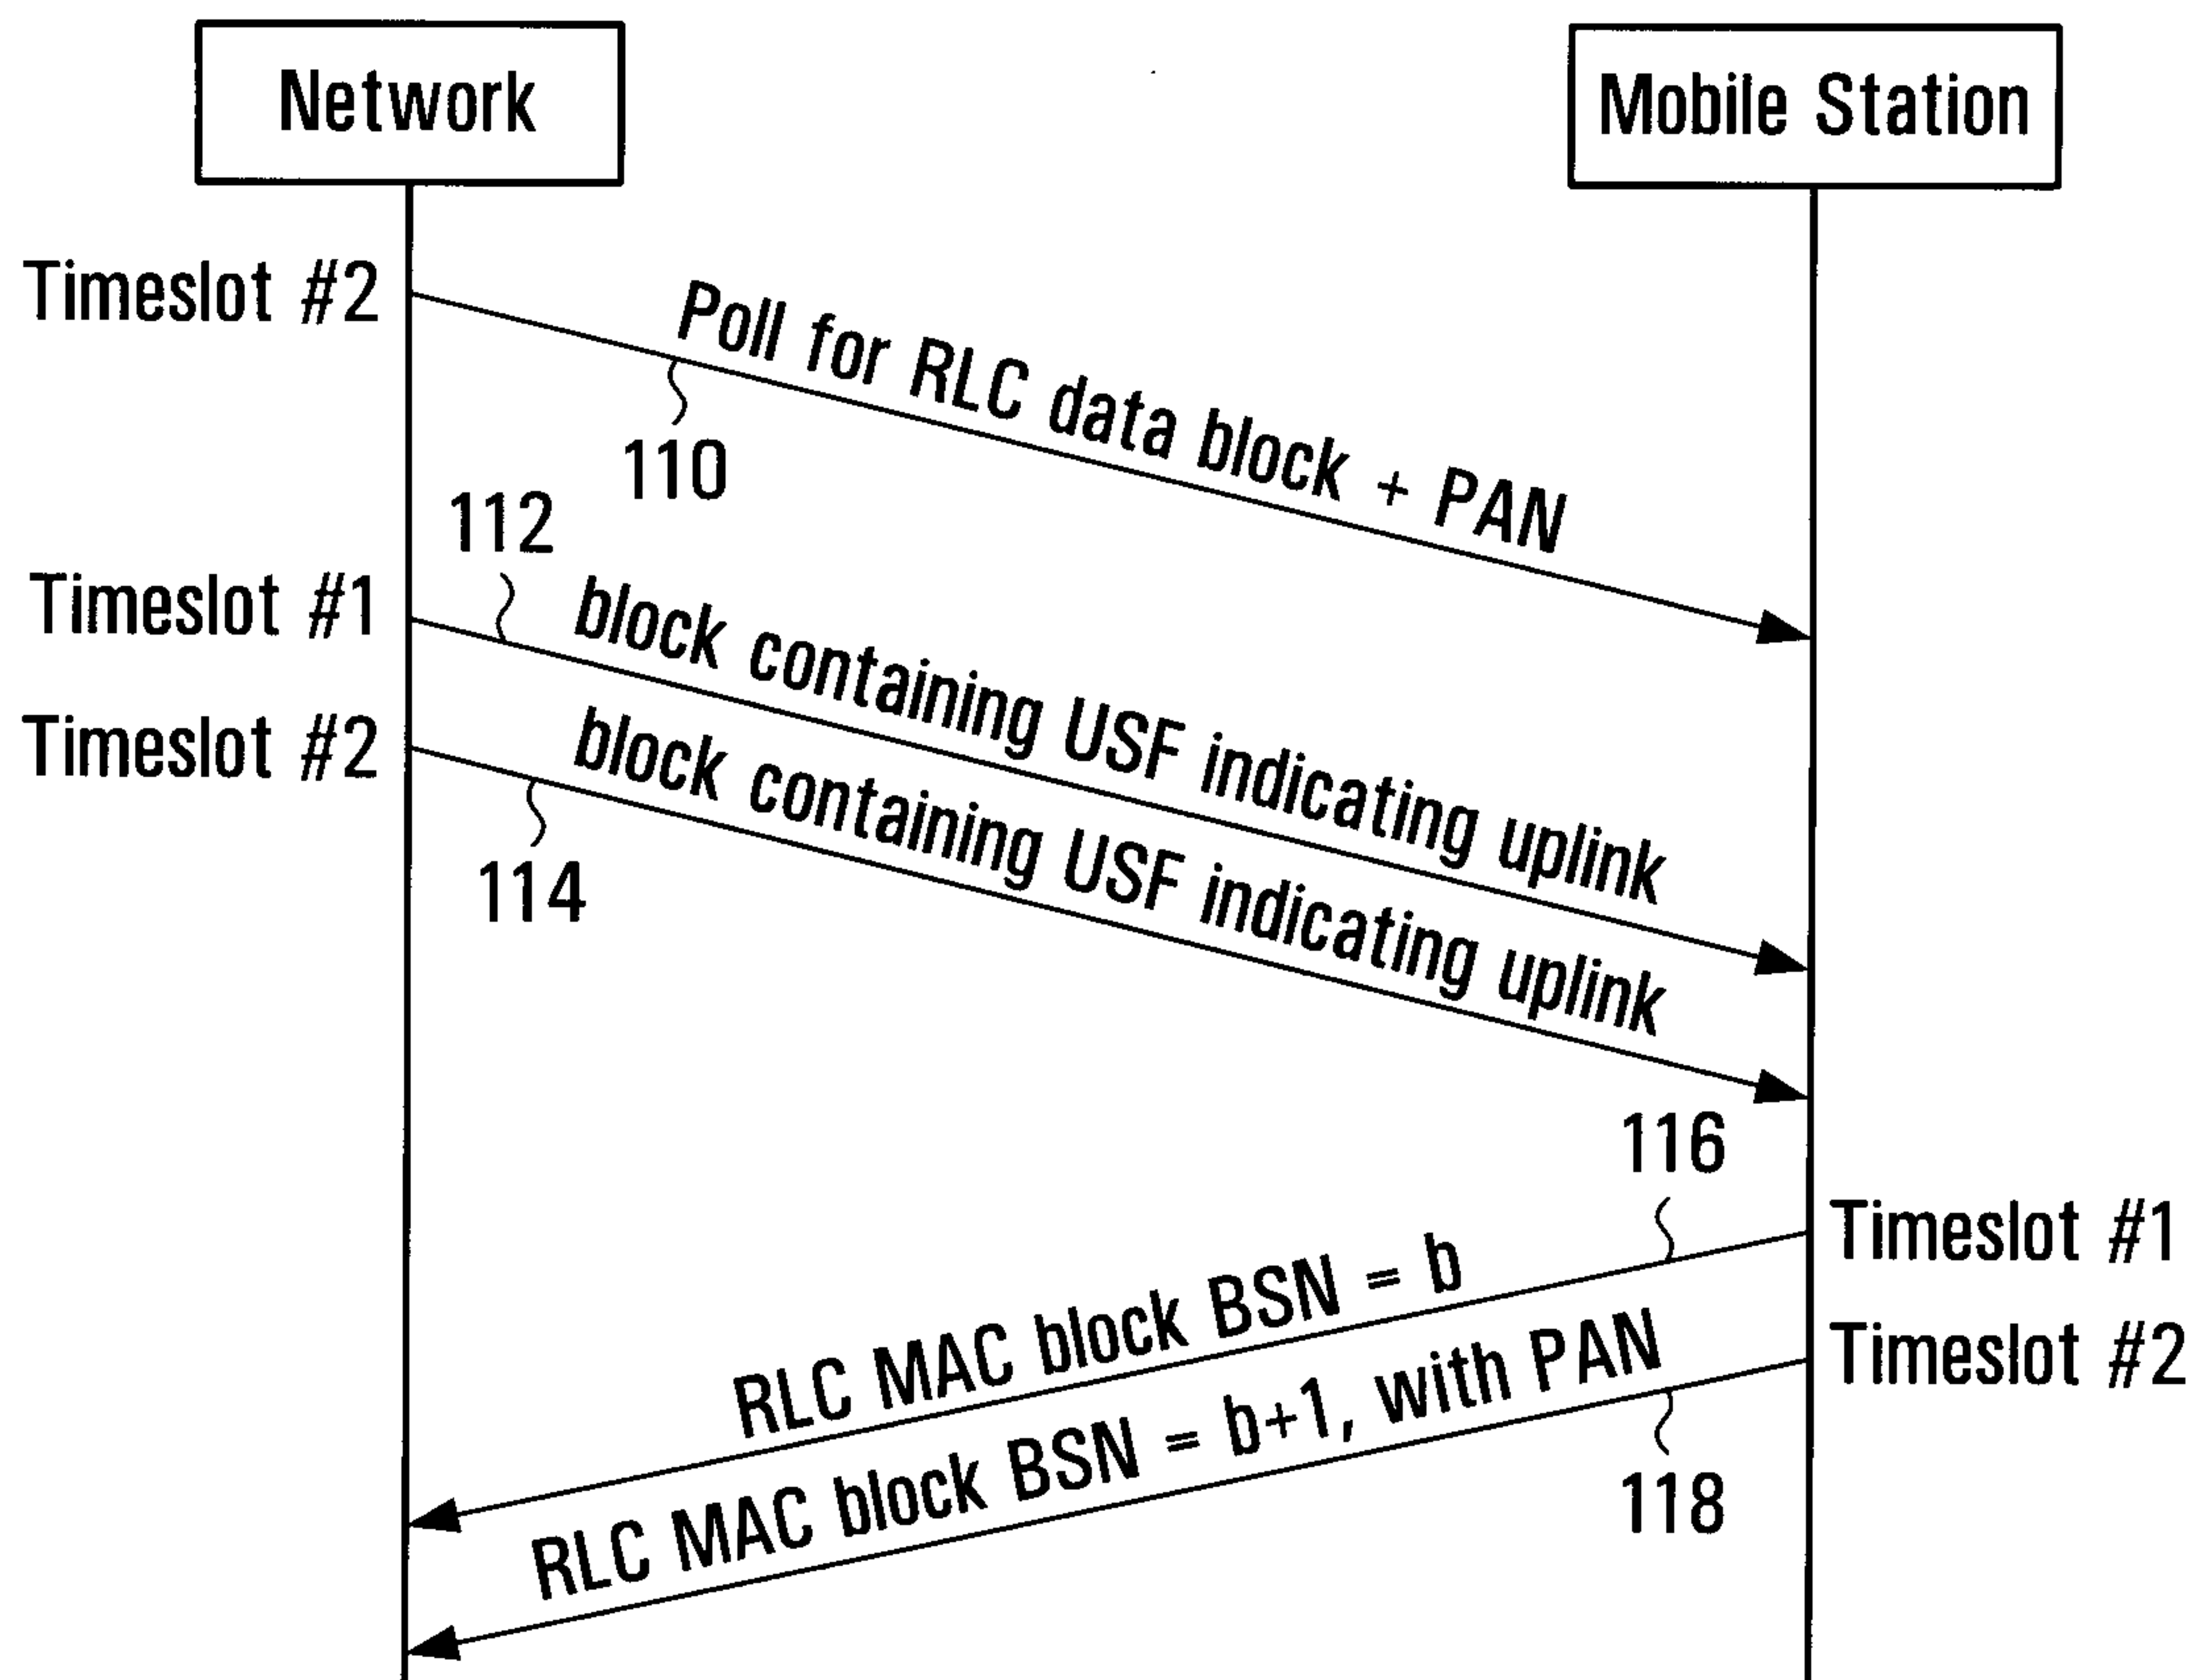 Network
Mobile Station
Timeslot #2
Poll for RLC data block + PAN
110
112
Timeslot #1
block containing USF indicating uplink
Timeslot #2
block containing USF indicating uplink
114
116
Timeslot #1
RLC MAC block BSN = b
Timeslot #2
RLC MAC block BSN = b+1, with PAN
118